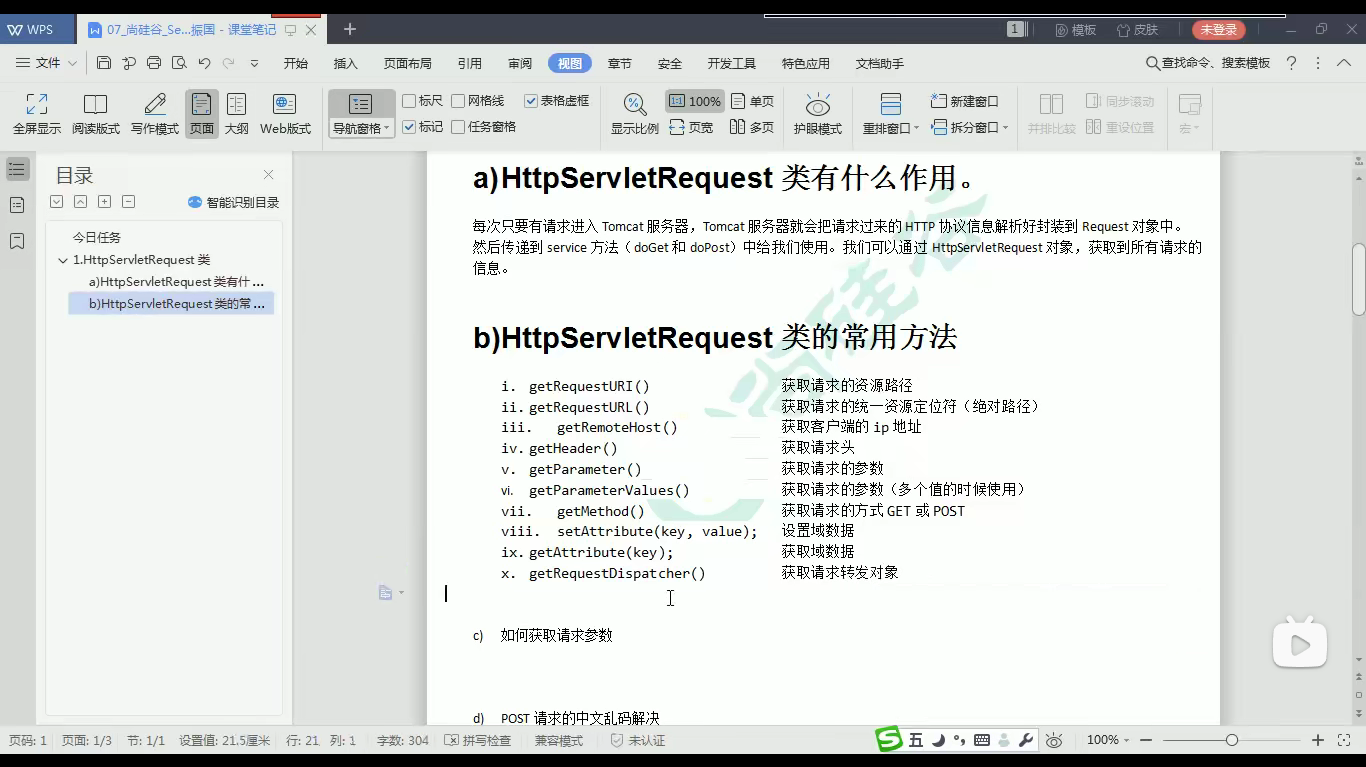 WPS
07_尚硅谷_Se...振国 - 课堂笔记
1
模板
皮肤
未登录
文件
开始
插入
页面布局
引用
审阅
视图
章节
安全
开发工具
特色应用
文档助手
查找命令、搜索模板
全屏显示
阅读版式
写作模式
页面
大纲
Web版式
导航窗格
标尺
网格线
表格虚框
标记
任务窗格
显示比例
1:1 100%
单页
页宽
多页
护眼模式
重排窗口
新建窗口
拆分窗口
并排比较
同步滚动
重设位置
宏
目录
智能识别目录
今日任务
1.HttpServletRequest 类
a)HttpServletRequest 类有什 ...
b)HttpServletRequest 类的常 ...
a)HttpServletRequest 类有什么作用。
每次只要有请求进入 Tomcat 服务器，Tomcat 服务器就会把请求过来的 HTTP 协议信息解析好封装到 Request 对象中。
然后传递到 service 方法（doGet 和 doPost）中给我们使用。我们可以通过 HttpServletRequest 对象，获取到所有请求的
信息。
b)HttpServletRequest 类的常用方法
i. getRequestURI() 获取请求的资源路径
ii. getRequestURL() 获取请求的统一资源定位符（绝对路径）
iii. getRemoteHost() 获取客户端的 ip 地址
iv. getHeader() 获取请求头
v. getParameter() 获取请求的参数
vi. getParameterValues() 获取请求的参数（多个值的时候使用）
vii. getMethod() 获取请求的方式 GET 或 POST
viii. setAttribute(key, value); 设置域数据
ix. getAttribute(key); 获取域数据
x. getRequestDispatcher() 获取请求转发对象
c) 如何获取请求参数
d) POST 请求的中文乱码解决
尚硅谷
页码: 1
页面: 1/3
节: 1/1
设置值: 21.5厘米
行: 21
列: 1
字数: 304
拼写检查
兼容模式
未认证
五
100%